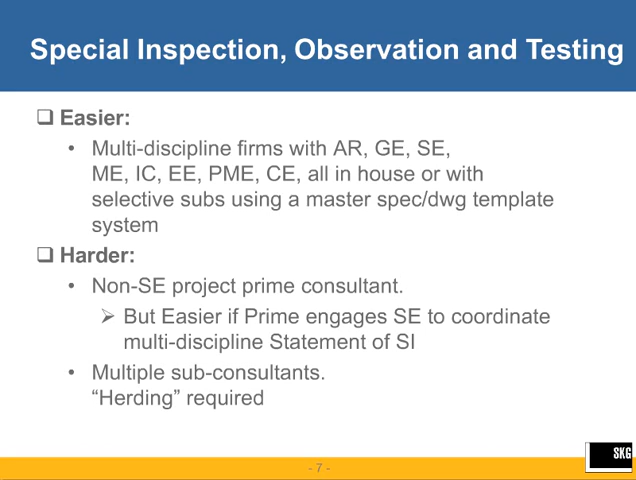 Special Inspection, Observation and Testing
❑ Easier:
• Multi-discipline firms with AR, GE, SE,
ME, IC, EE, PME, CE, all in house or with
selective subs using a master spec/dwg template
system
❑ Harder:
• Non-SE project prime consultant.
➢ But Easier if Prime engages SE to coordinate
multi-discipline Statement of SI
• Multiple sub-consultants.
“Herding” required
- 7 -
SKG